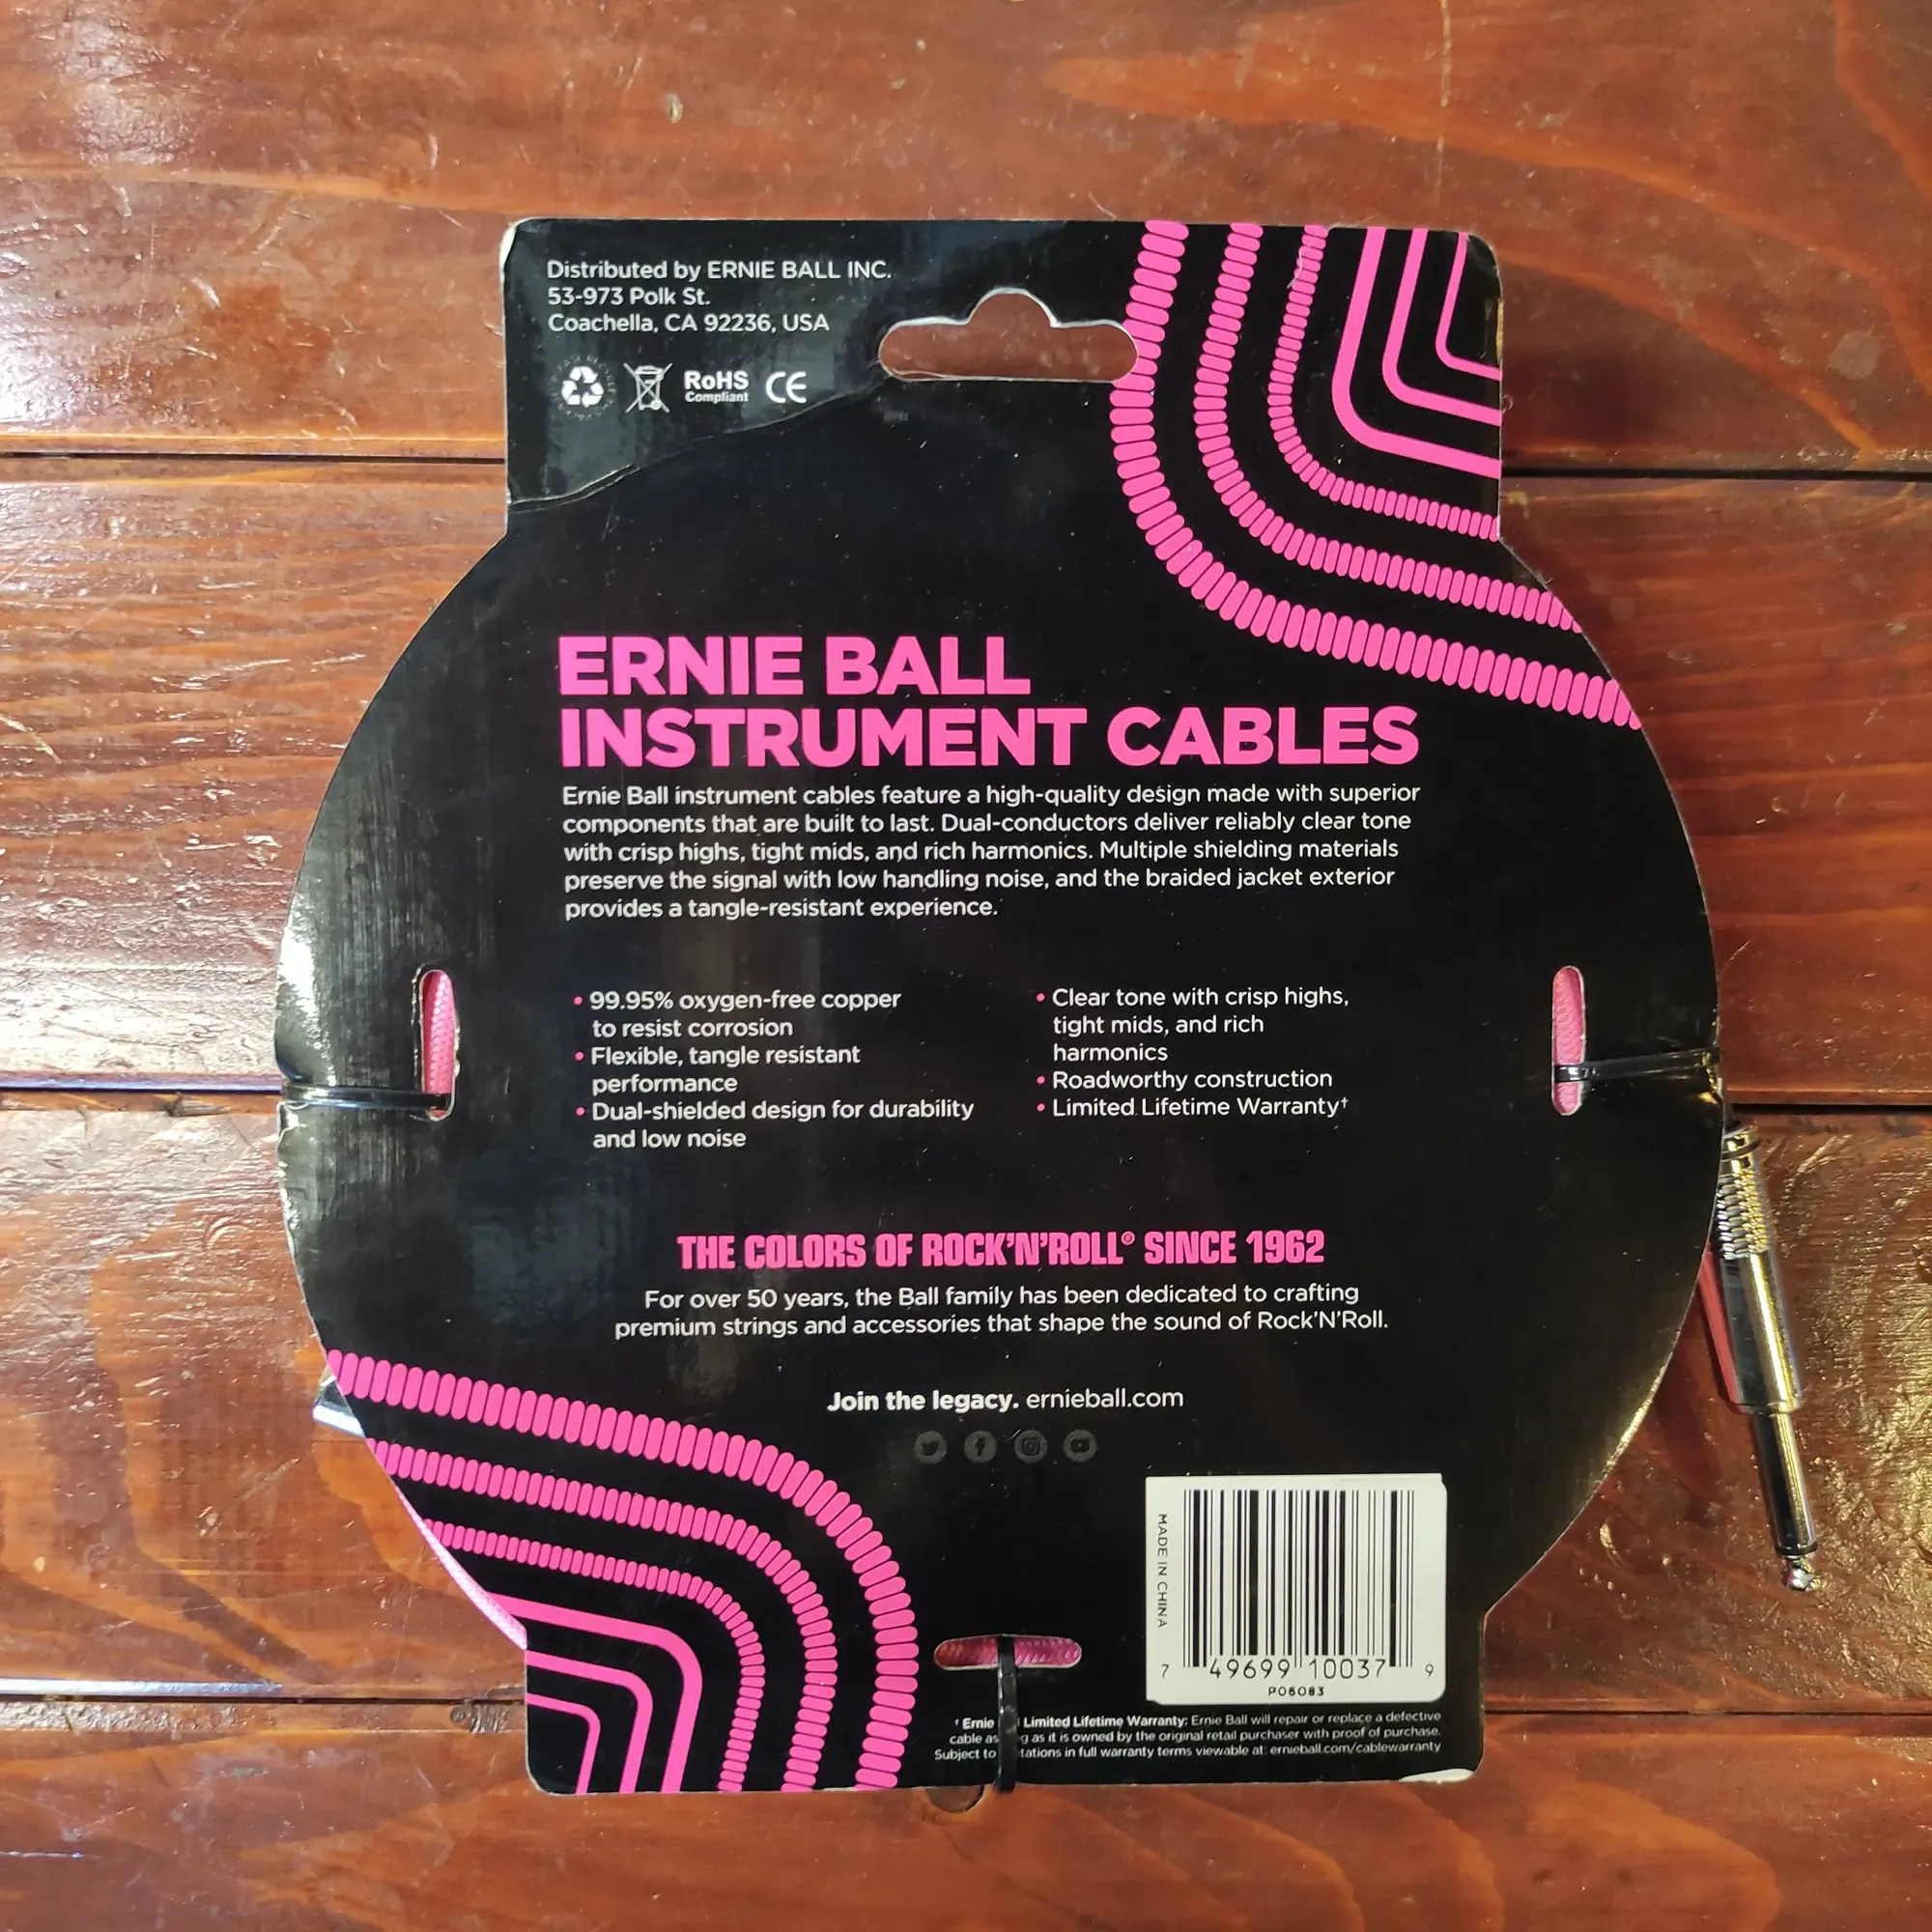 Distributed by ERNIE BALL INC.
53-973 Polk St.
Coachella, CA 92236, USA
RoHS
Compliant
CE
ERNIE BALL
INSTRUMENT CABLES
Ernie Ball instrument cables feature a high-quality design made with superior
components that are built to last. Dual-conductors deliver reliably clear tone
with crisp highs, tight mids, and rich harmonics. Multiple shielding materials
preserve the signal with low handling noise, and the braided jacket exterior
provides a tangle-resistant experience.
• 99.95% oxygen-free copper
to resist corrosion
• Flexible, tangle resistant
performance
• Dual-shielded design for durability
and low noise
• Clear tone with crisp highs,
tight mids, and rich
harmonics
• Roadworthy construction
• Limited Lifetime Warranty†
THE COLORS OF ROCK'N'ROLL® SINCE 1962
For over 50 years, the Ball family has been dedicated to crafting
premium strings and accessories that shape the sound of Rock'N'Roll.
Join the legacy. ernieball.com
MADE IN CHINA
7 49699 10037 9
P06083
† Ernie Limited Lifetime Warranty: Ernie Ball will repair or replace a defective
cable as it is owned by the original retail purchaser with proof of purchase.
Subject to in full warranty terms viewable at: ernieball.com/cablewarranty